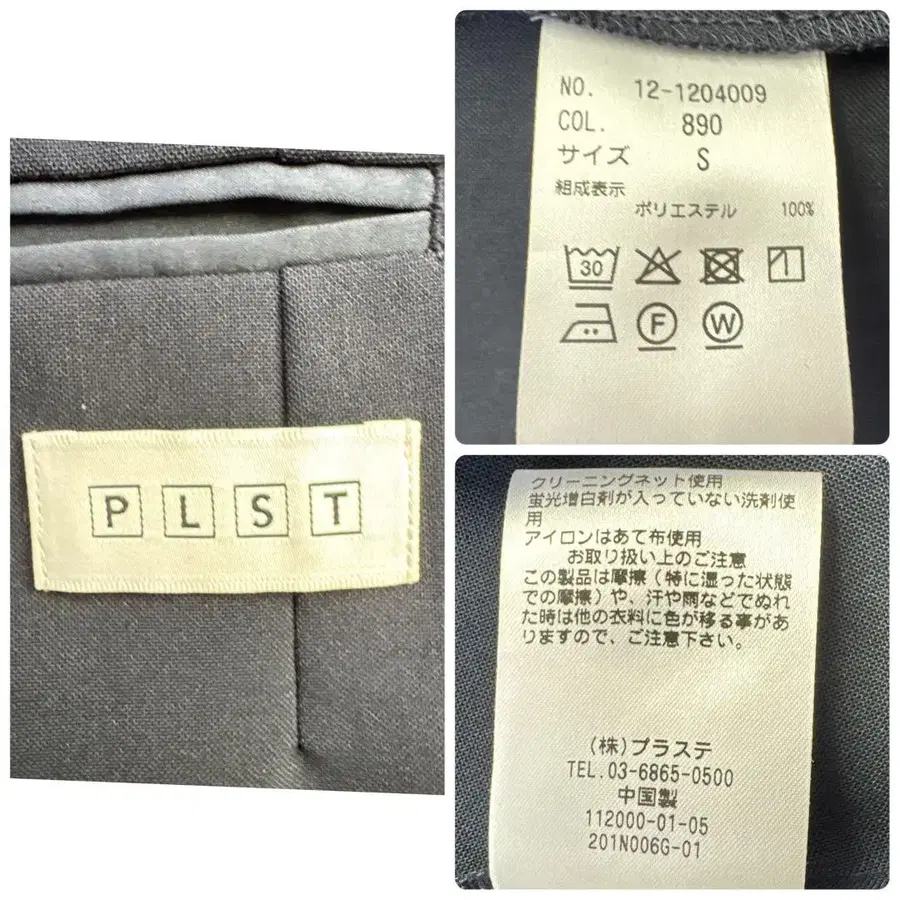 PLST
NO. 12-1204009
COL. 890
サイズ S
組成表示
ポリエステル 100%
30
F W
クリーニングネット使用
蛍光増白剤が入っていない洗剤使
用
アイロンはあて布使用
お取り扱い上のご注意
この製品は摩擦(特に湿った状態
での摩擦)や、汗や雨などでぬれ
た時は他の衣料に色が移る事があ
りますので、ご注意下さい。
(株)プラステ
TEL.03-6865-0500
中国製
112000-01-05
201N006G-01